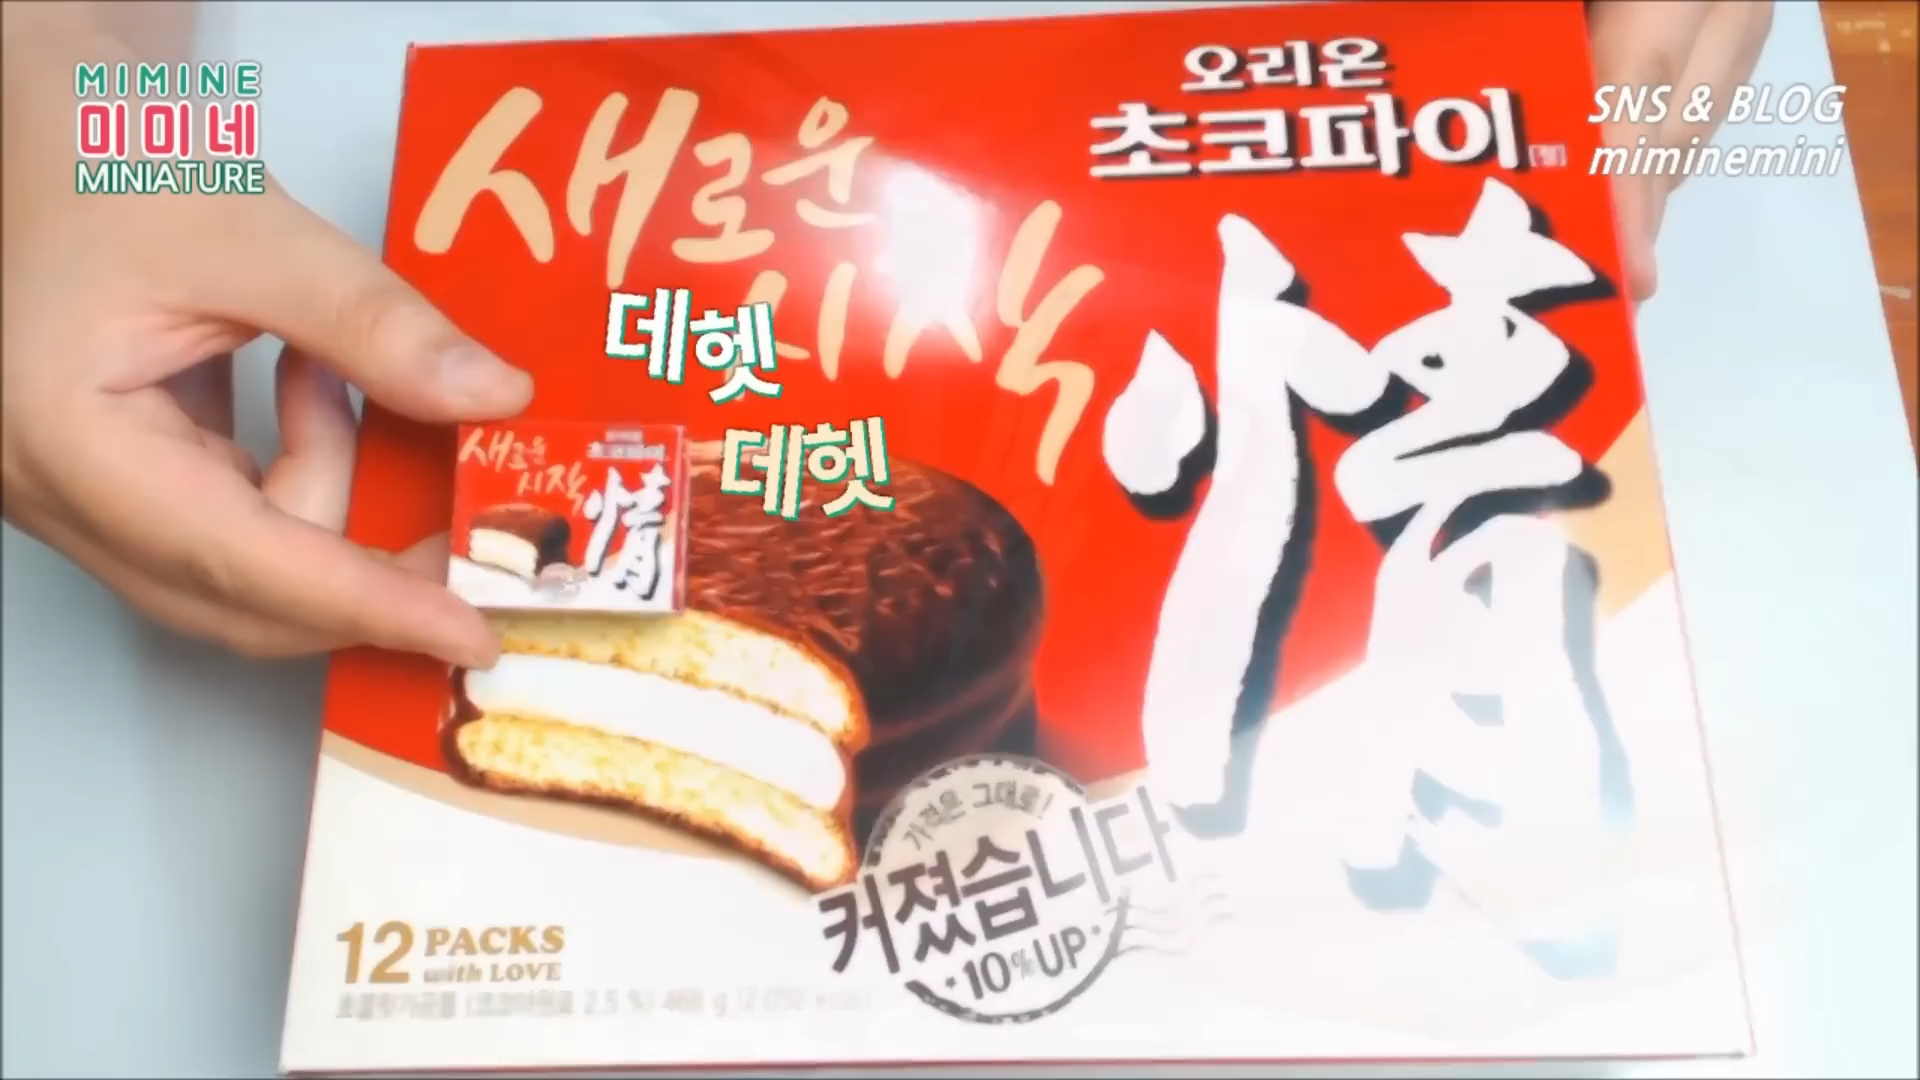 MIMINE
미미네
MINIATURE
SNS & BLOG
miminemini
오리온
초코파이
새로운
시작
情
데헷
데헷
새로운
시작
초코파이
情
가격은 그대로!
커졌습니다
10% UP
12 PACKS
with LOVE